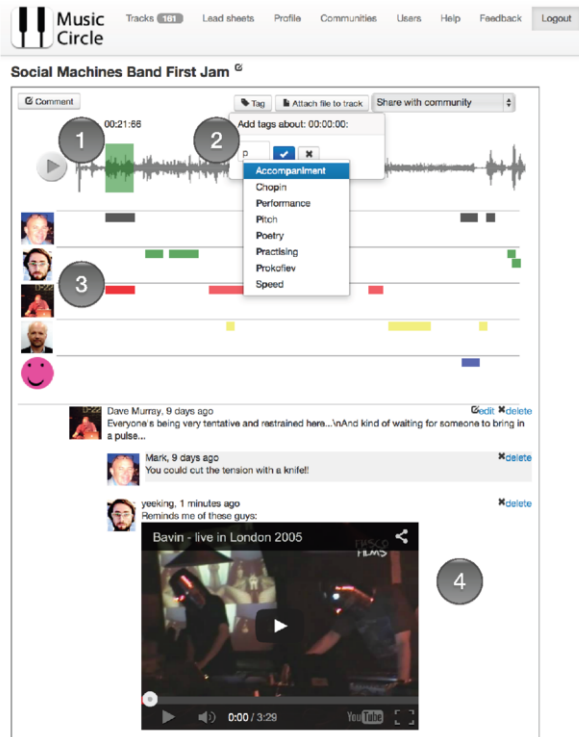 Music
Circle
Tracks 161 Lead sheets Profile Communities Users Help Feedback Logout
Social Machines Band First Jam
Comment
Tag Attach file to track Share with community
00:21:66
Add tags about: 00:00:00:
1
2
p
Accompaniment
Chopin
Performance
Pitch
Poetry
Practising
Prokofiev
Speed
3
Dave Murray, 9 days ago edit delete
Everyone's being very tentative and restrained here...\nAnd kind of waiting for someone to bring in
a pulse...
Mark, 9 days ago delete
You could cut the tension with a knife!!
yeeking, 1 minutes ago delete
Reminds me of these guys:
Bavin - live in London 2005
FILMS
4
0:00 / 3:29 YouTube